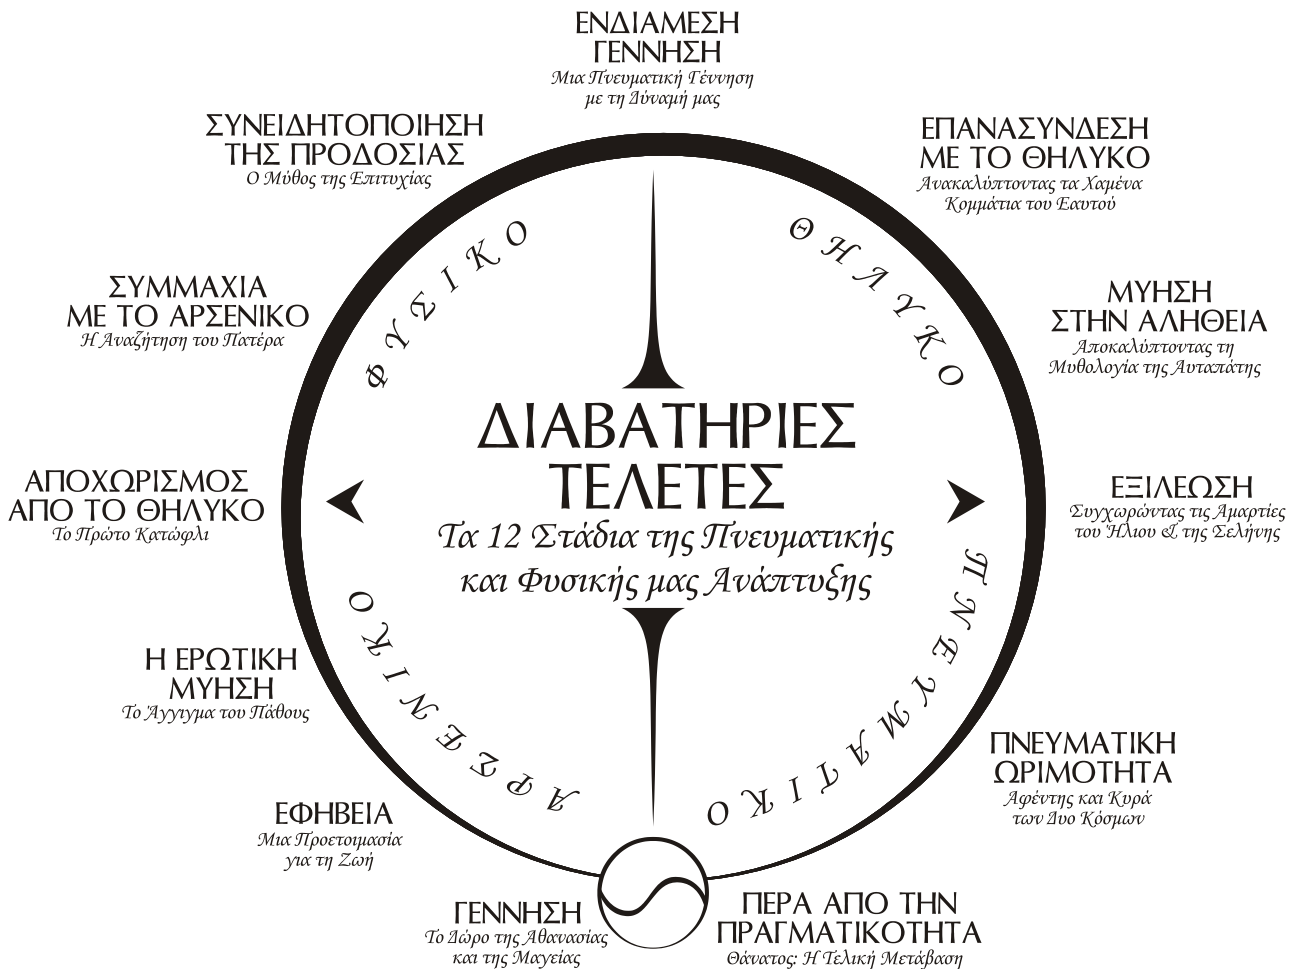 ΕΝΔΙΑΜΕΣΗ
ΓΕΝΝΗΣΗ
Μια Πνευματική Γέννηση
με τη Δύναμή μας
ΣΥΝΕΙΔΗΤΟΠΟΙΗΣΗ
ΤΗΣ ΠΡΟΔΟΣΙΑΣ
Ο Μύθος της Επιτυχίας
ΕΠΑΝΑΣΥΝΔΕΣΗ
ΜΕ ΤΟ ΘΗΛΥΚΟ
Ανακαλύπτοντας τα Χαμένα
Κομμάτια του Εαυτού
ΦΥΣΙΚΟ
ΘΗΛΥΚΟ
ΣΥΜΜΑΧΙΑ
ΜΕ ΤΟ ΑΡΣΕΝΙΚΟ
Η Αναζήτηση του Πατέρα
ΜΥΗΣΗ
ΣΤΗΝ ΑΛΗΘΕΙΑ
Αποκαλύπτοντας τη
Μυθολογία της Αυταπάτης
ΔΙΑΒΑΤΗΡΙΕΣ
ΤΕΛΕΤΕΣ
Τα 12 Στάδια της Πνευματικής
και Φυσικής μας Ανάπτυξης
ΑΠΟΧΩΡΙΣΜΟΣ
ΑΠΟ ΤΟ ΘΗΛΥΚΟ
Το Πρώτο Κατώφλι
ΕΞΙΛΕΩΣΗ
Συγχωρώντας τις Αμαρτίες
του Ήλιου & της Σελήνης
ΑΡΣΕΝΙΚΟ
ΠΝΕΥΜΑΤΙΚΟ
Η ΕΡΩΤΙΚΗ
ΜΥΗΣΗ
Το Άγγιγμα του Πάθους
ΠΝΕΥΜΑΤΙΚΗ
ΩΡΙΜΟΤΗΤΑ
Αφέντης και Κυρά
των Δυο Κόσμων
ΕΦΗΒΕΙΑ
Μια Προετοιμασία
για τη Ζωή
ΓΕΝΝΗΣΗ
Το Δώρο της Αθανασίας
και της Μαγείας
ΠΕΡΑ ΑΠΟ ΤΗΝ
ΠΡΑΓΜΑΤΙΚΟΤΗΤΑ
Θάνατος: Η Τελική Μετάβαση